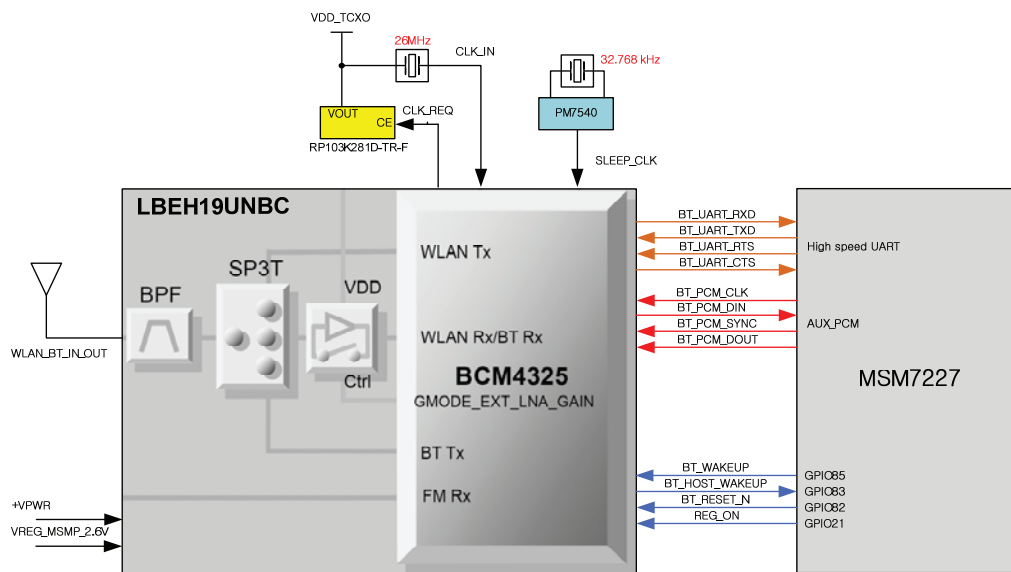 VDD_TCXO
26MHz
CLK_IN
32.768 kHz
VOUT
CLK_REQ
CE
PM7540
RP103K281D-TR-F
SLEEP_CLK
LBEH19UNBC
WLAN Tx
SP3T
BPF
VDD
WLAN Rx/BT Rx
WLAN_BT_IN_OUT
Ctrl
BCM4325
GMODE_EXT_LNA_GAIN
BT Tx
FM Rx
+VPWR
VREG_MSMP_2.6V
BT_UART_RXD
BT_UART_TXD
BT_UART_RTS
High speed UART
BT_UART_CTS
BT_PCM_CLK
BT_PCM_DIN
BT_PCM_SYNC
AUX_PCM
BT_PCM_DOUT
MSM7227
BT_WAKEUP
GPIO85
BT_HOST_WAKEUP
GPIO83
BT_RESET_N
GPIO82
REG_ON
GPIO21